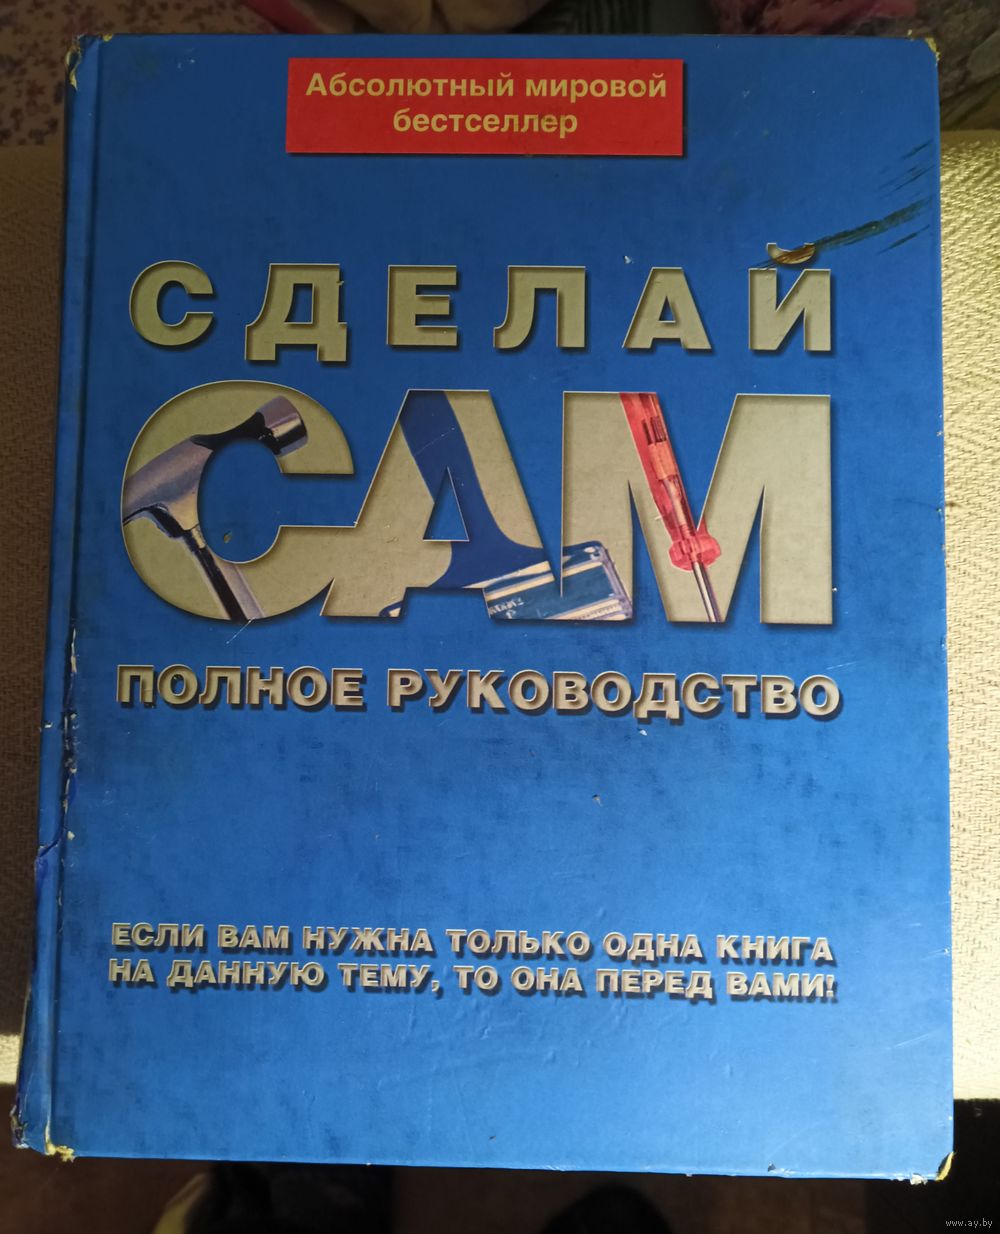 Абсолютный мировой
бестселлер
СДЕЛАЙ
САМ
ПОЛНОЕ РУКОВОДСТВО
ЕСЛИ ВАМ НУЖНА ТОЛЬКО ОДНА КНИГА
НА ДАННУЮ ТЕМУ, ТО ОНА ПЕРЕД ВАМИ!
www.ay.by